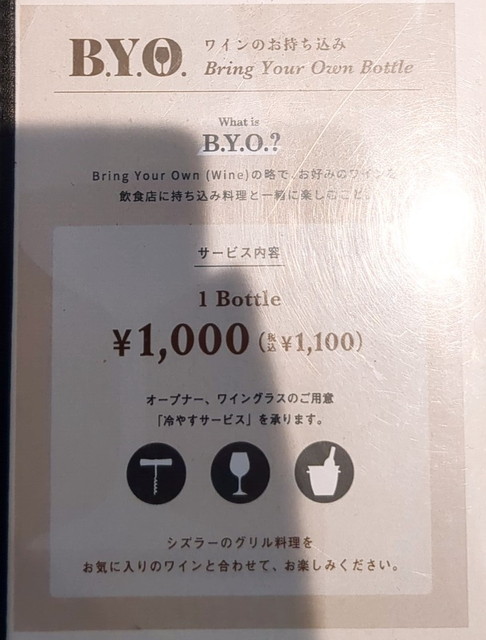 B.Y.O.
ワインのお持ち込み
Bring Your Own Bottle
What is
B.Y.O.?
Bring Your Own (Wine)の略で、お好みのワインを
飲食店に持ち込み料理と一緒に楽しむこと。
サービス内容
1 Bottle
¥1,000(税込¥1,100)
オープナー、ワイングラスのご用意
「冷やすサービス」を承ります。
シズラーのグリル料理を
お気に入りのワインと合わせて、お楽しみください。